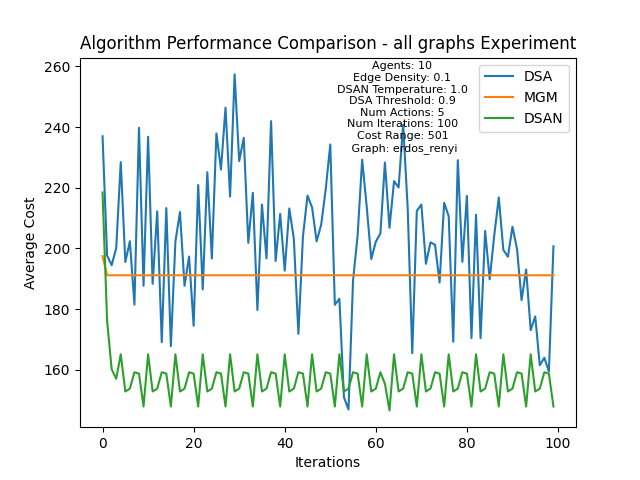 Algorithm Performance Comparison - all graphs Experiment
Agents: 10
Edge Density: 0.1
DSAN Temperature: 1.0
DSA Threshold: 0.9
Num Actions: 5
Num Iterations: 100
Cost Range: 501
Graph: erdos_renyi
DSA
MGM
DSAN
Average Cost
260
240
220
200
180
160
0
20
40
60
80
100
Iterations